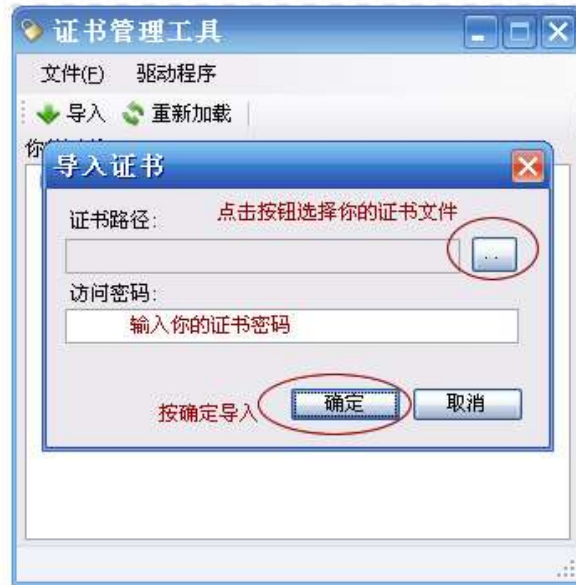 证书管理工具
文件(F) 驱动程序
导入 重新加载
你
导入证书
证书路径: 点击按钮选择你的证书文件
..
访问密码:
输入你的证书密码
按确定导入 确定 取消